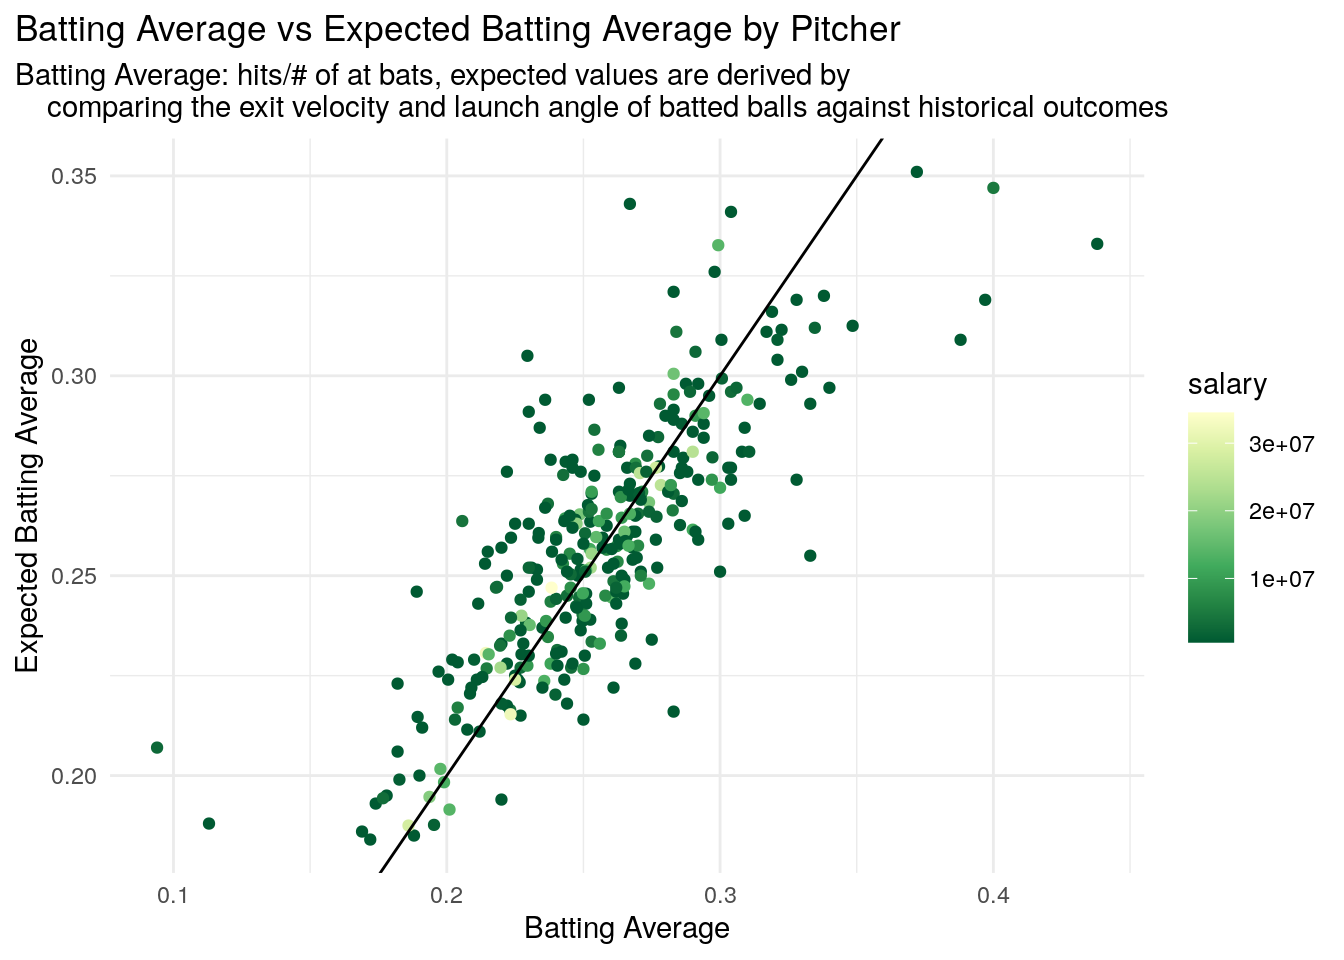 Batting Average vs Expected Batting Average by Pitcher
Batting Average: hits/# of at bats, expected values are derived by
comparing the exit velocity and launch angle of batted balls against historical outcomes
Expected Batting Average
0.35
0.30
0.25
0.20
0.1
0.2
0.3
0.4
Batting Average
salary
3e+07
2e+07
1e+07